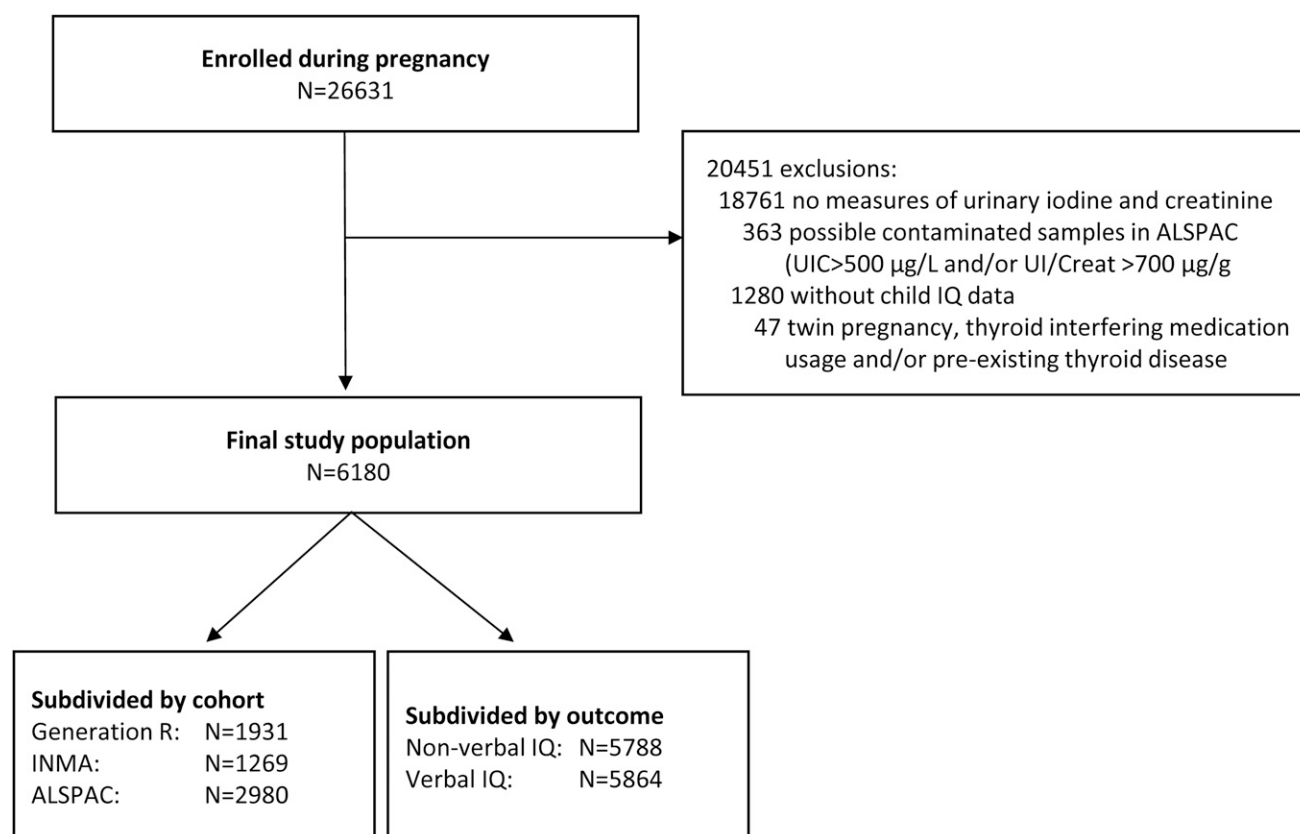 Enrolled during pregnancy
N=26631
20451 exclusions:
18761 no measures of urinary iodine and creatinine
363 possible contaminated samples in ALSPAC
(UIC>500 µg/L and/or UI/Creat >700 µg/g
1280 without child IQ data
47 twin pregnancy, thyroid interfering medication
usage and/or pre-existing thyroid disease
Final study population
N=6180
Subdivided by cohort
Generation R: N=1931
INMA: N=1269
ALSPAC: N=2980
Subdivided by outcome
Non-verbal IQ: N=5788
Verbal IQ: N=5864